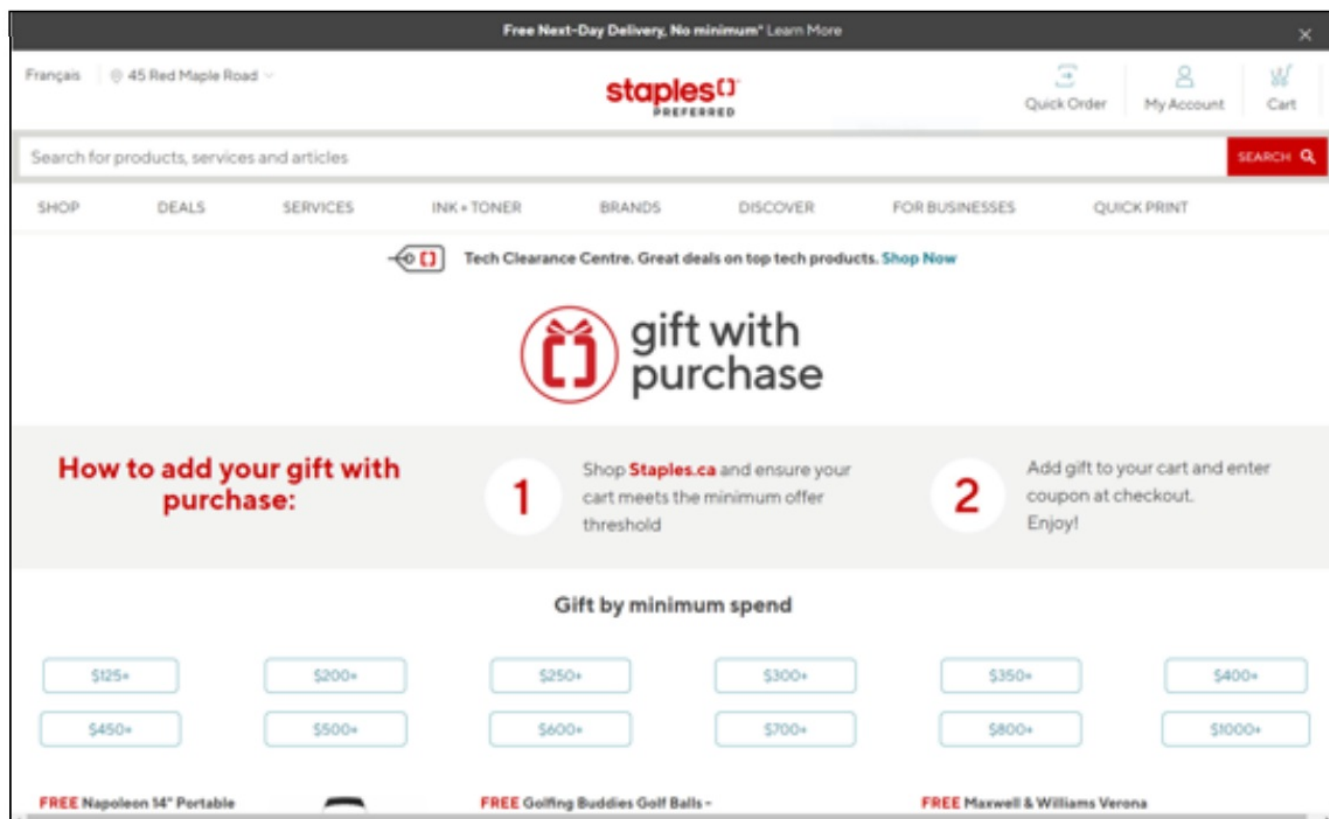 Free Next-Day Delivery, No minimum* Learn More
Français 45 Red Maple Road
staples
PREFERRED
Quick Order My Account Cart
Search for products, services and articles SEARCH
SHOP DEALS SERVICES INK + TONER BRANDS DISCOVER FOR BUSINESSES QUICK PRINT
Tech Clearance Centre. Great deals on top tech products. Shop Now
gift with
purchase
How to add your gift with
purchase:
1
Shop Staples.ca and ensure your
cart meets the minimum offer
threshold
2
Add gift to your cart and enter
coupon at checkout.
Enjoy!
Gift by minimum spend
$125+ $200+ $250+ $300+ $350+ $400+
$450+ $500+ $600+ $700+ $800+ $1000+
FREE Napoleon 14" Portable FREE Golfing Buddies Golf Balls - FREE Maxwell & Williams Verona